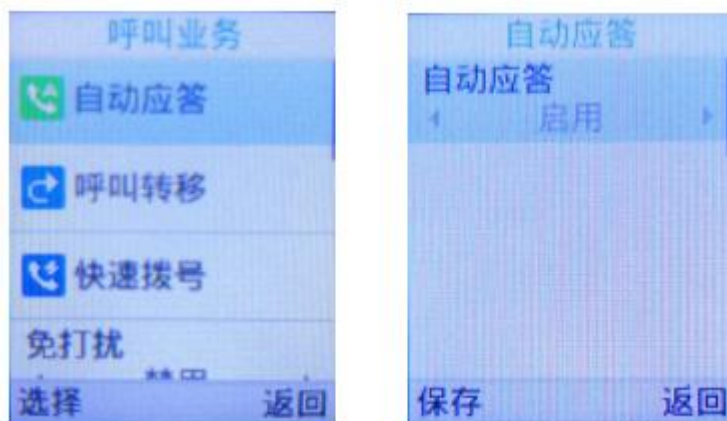 呼叫业务
自动应答
呼叫转移
快速拨号
免打扰
选择 返回
自动应答
自动应答
启用
保存 返回